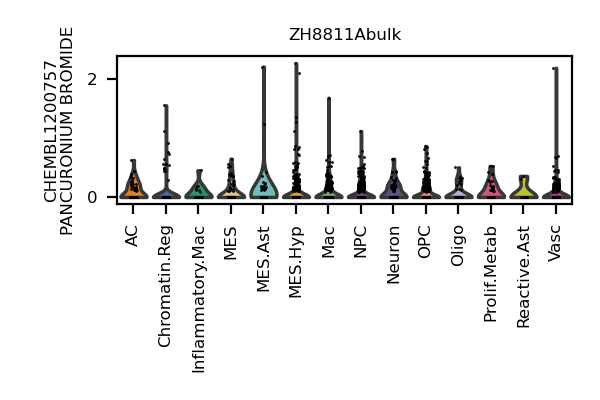 ZH8811Abulk
CHEMBL1200757
PANCURONIUM BROMIDE
2
0
AC
Chromatin.Reg
Inflammatory.Mac
MES
MES.Ast
MES.Hyp
Mac
NPC
Neuron
OPC
Oligo
Prolif.Metab
Reactive.Ast
Vasc